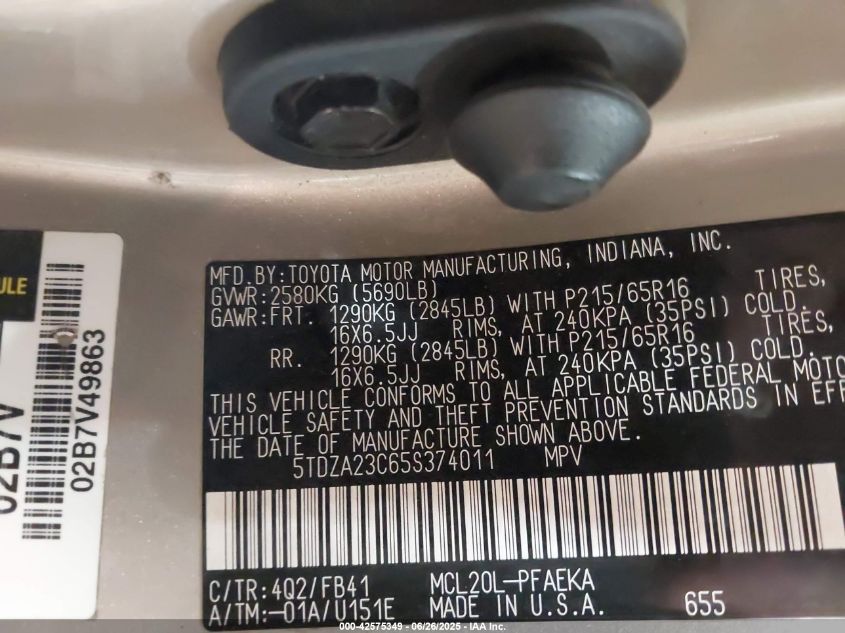 MFD.BY:TOYOTA MOTOR MANUFACTURING, INDIANA, INC.
GVWR:2580KG (5690LB)
GAWR:FRT. 1290KG (2845LB) WITH P215/65R16 TIRES,
16X6.5JJ RIMS, AT 240KPA (35PSI) COLD.
RR. 1290KG (2845LB) WITH P215/65R16 TIRES,
16X6.5JJ RIMS, AT 240KPA (35PSI) COLD.
THIS VEHICLE CONFORMS TO ALL APPLICABLE FEDERAL MOTO
VEHICLE SAFETY AND THEFT PREVENTION STANDARDS IN EFF
THE DATE OF MANUFACTURE SHOWN ABOVE.
5TDZA23C65S374011 MPV
C/TR:4Q2/FB41 MCL20L-PFAEKA
A/TM:-01A/U151E MADE IN U.S.A. 655
ULE
02B7V
02B7V49863
000-42575349 - 06/26/2025 - IAA Inc.